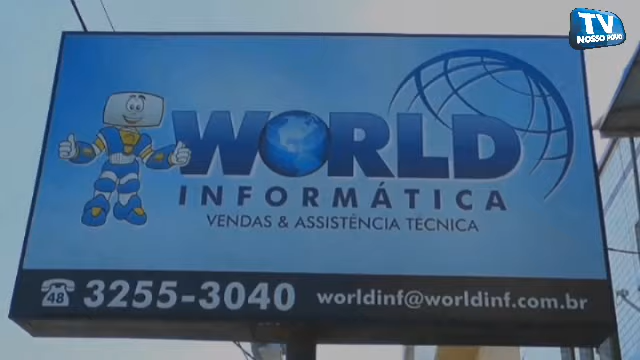 TV
NOSSO POVO
WORLD
INFORMÁTICA
VENDAS & ASSISTÊNCIA TÉCNICA
48 3255-3040 worldinf@worldinf.com.br